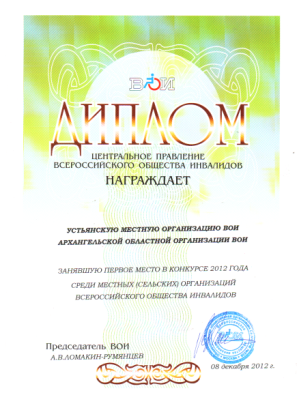 ВОИ
ДИПЛОМ
ЦЕНТРАЛЬНОЕ ПРАВЛЕНИЕ
ВСЕРОССИЙСКОГО ОБЩЕСТВА ИНВАЛИДОВ
НАГРАЖДАЕТ
УСТЬЯНСКУЮ МЕСТНУЮ ОРГАНИЗАЦИЮ ВОИ
АРХАНГЕЛЬСКОЙ ОБЛАСТНОЙ ОРГАНИЗАЦИИ ВОИ
ЗАНЯВШУЮ ПЕРВОЕ МЕСТО В КОНКУРСЕ 2012 ГОДА
СРЕДИ МЕСТНЫХ (СЕЛЬСКИХ) ОРГАНИЗАЦИЙ
ВСЕРОССИЙСКОГО ОБЩЕСТВА ИНВАЛИДОВ
Председатель ВОИ
А.В.ЛОМАКИН-РУМЯНЦЕВ
08 декабря 2012 г.